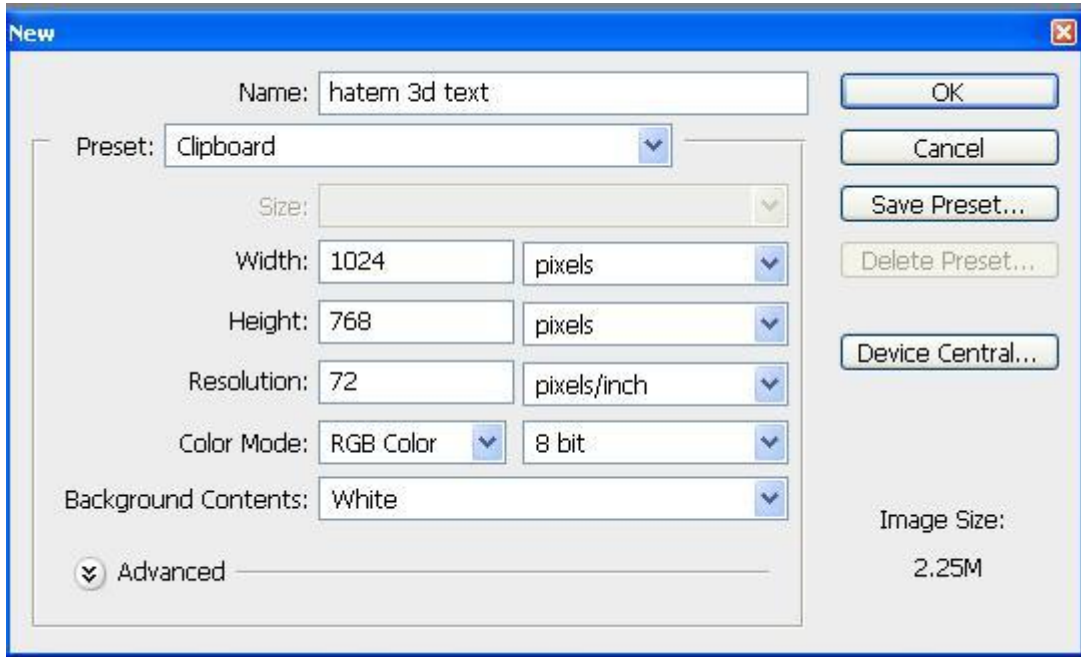 New
Name: hatem 3d text
OK
Preset: Clipboard
Cancel
Size:
Save Preset...
Width: 1024 pixels
Delete Preset...
Height: 768 pixels
Device Central...
Resolution: 72 pixels/inch
Color Mode: RGB Color 8 bit
Background Contents: White
Image Size:
2.25M
Advanced